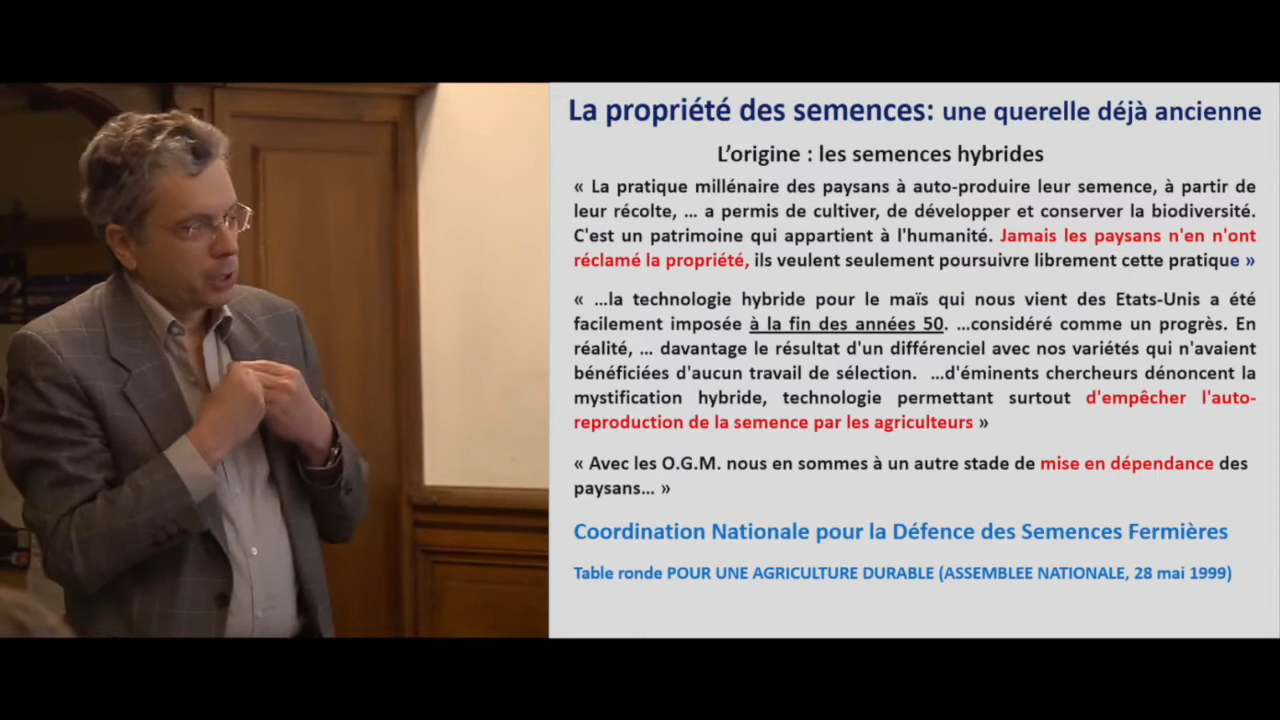 La propriété des semences: une querelle déjà ancienne
L’origine : les semences hybrides
« La pratique millénaire des paysans à auto-produire leur semence, à partir de
leur récolte, ... a permis de cultiver, de développer et conserver la biodiversité.
C'est un patrimoine qui appartient à l'humanité. Jamais les paysans n'en n'ont
réclamé la propriété, ils veulent seulement poursuivre librement cette pratique »
« ...la technologie hybride pour le maïs qui nous vient des Etats-Unis a été
facilement imposée à la fin des années 50. ...considéré comme un progrès. En
réalité, ... davantage le résultat d'un différenciel avec nos variétés qui n'avaient
bénéficiées d'aucun travail de sélection. ...d'éminents chercheurs dénoncent la
mystification hybride, technologie permettant surtout d'empêcher l'auto-
reproduction de la semence par les agriculteurs »
« Avec les O.G.M. nous en sommes à un autre stade de mise en dépendance des
paysans... »
Coordination Nationale pour la Défence des Semences Fermières
Table ronde POUR UNE AGRICULTURE DURABLE (ASSEMBLEE NATIONALE, 28 mai 1999)